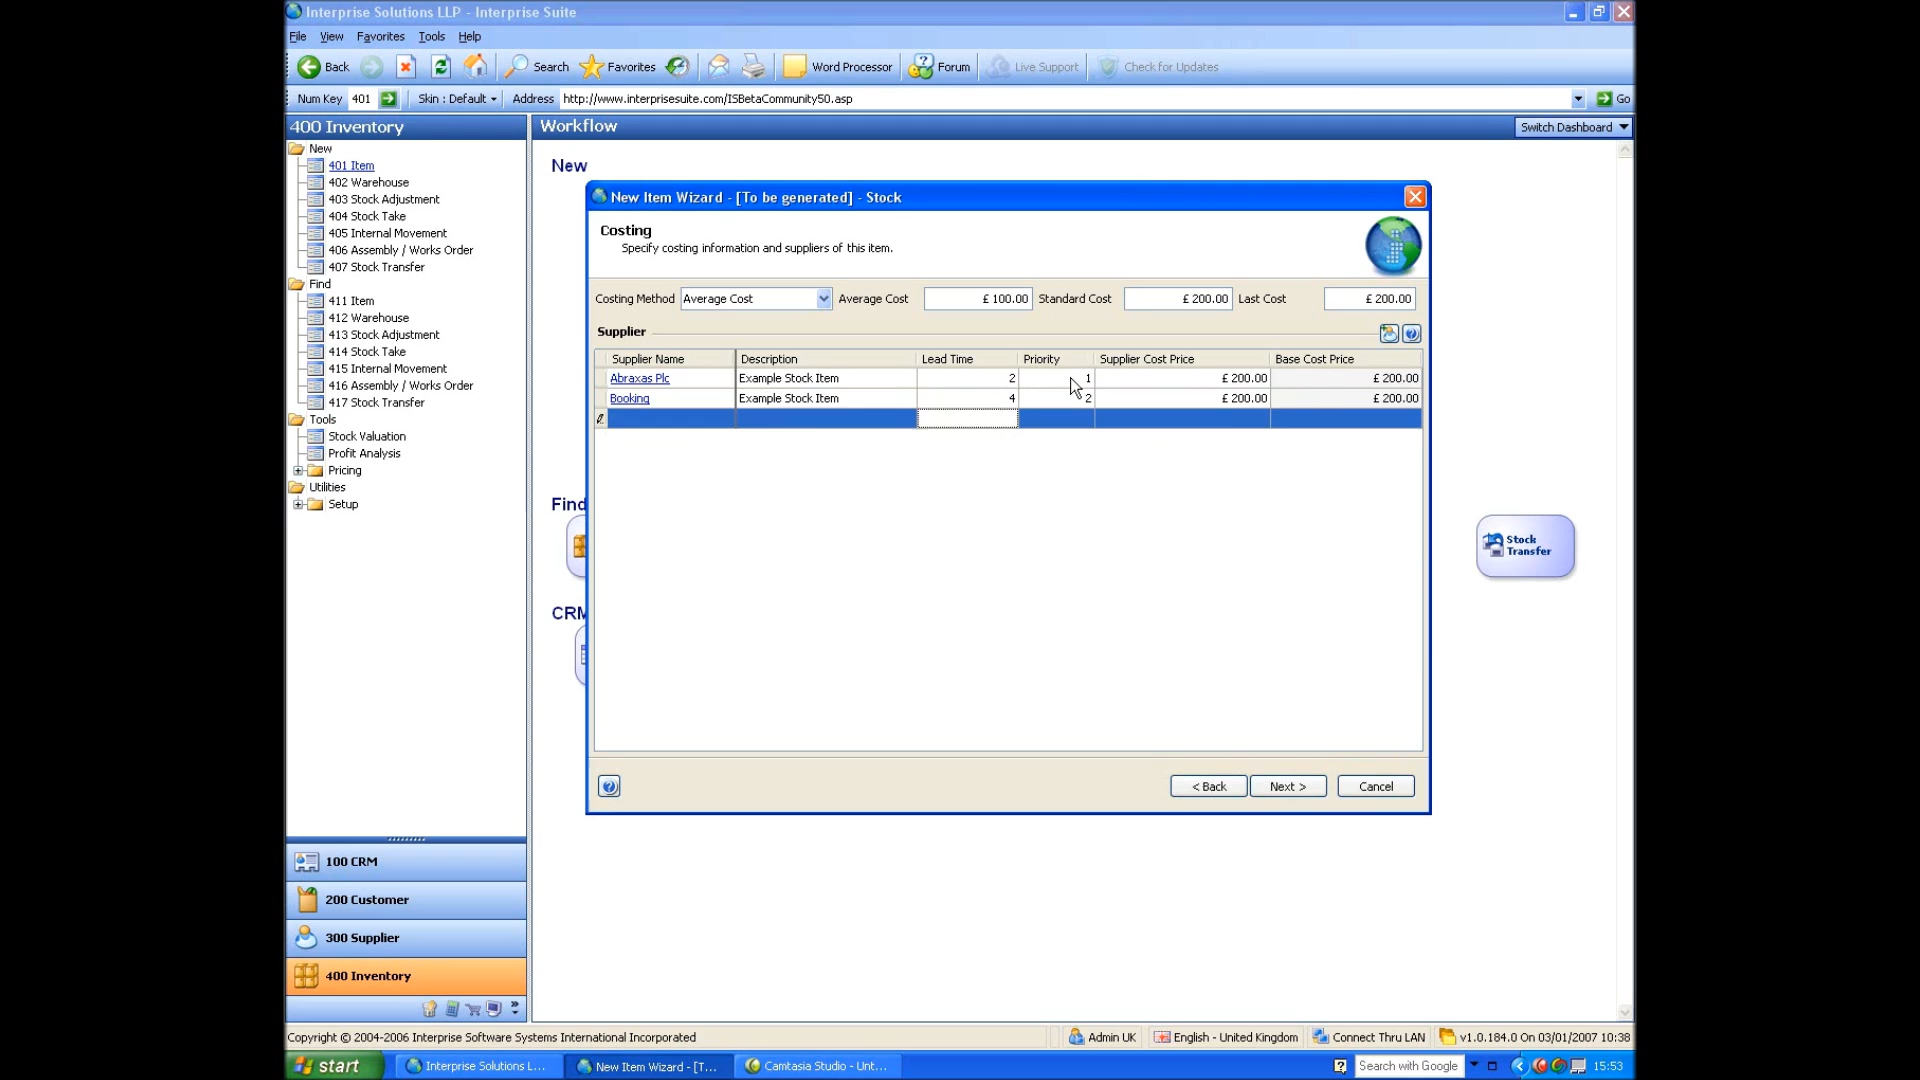 Interprise Solutions LLP - Interprise Suite
File View Favorites Tools Help
Back Search Favorites Word Processor Forum Live Support Check for Updates
Num Key 401 Skin : Default Address http://www.interprisesuite.com/ISBetaCommunity50.asp Go
400 Inventory
Workflow
Switch Dashboard
New
401 Item
402 Warehouse
403 Stock Adjustment
404 Stock Take
405 Internal Movement
406 Assembly / Works Order
407 Stock Transfer
Find
411 Item
412 Warehouse
413 Stock Adjustment
414 Stock Take
415 Internal Movement
416 Assembly / Works Order
417 Stock Transfer
Tools
Stock Valuation
Profit Analysis
Pricing
Utilities
Setup
100 CRM
200 Customer
300 Supplier
400 Inventory
New
Find
CRM
Stock
Transfer
New Item Wizard - [To be generated] - Stock
Costing
Specify costing information and suppliers of this item.
Costing Method Average Cost Average Cost £ 100.00 Standard Cost £ 200.00 Last Cost £ 200.00
Supplier
Supplier Name Description Lead Time Priority Supplier Cost Price Base Cost Price
Abraxas Plc Example Stock Item 2 1 £ 200.00 £ 200.00
Booking Example Stock Item 4 2 £ 200.00 £ 200.00
< Back Next > Cancel
Copyright © 2004-2006 Interprise Software Systems International Incorporated Admin UK English - United Kingdom Connect Thru LAN v1.0.184.0 On 03/01/2007 10:38
start Interprise Solutions L... New Item Wizard - [T... Camtasia Studio - Unt... Search with Google 15:53